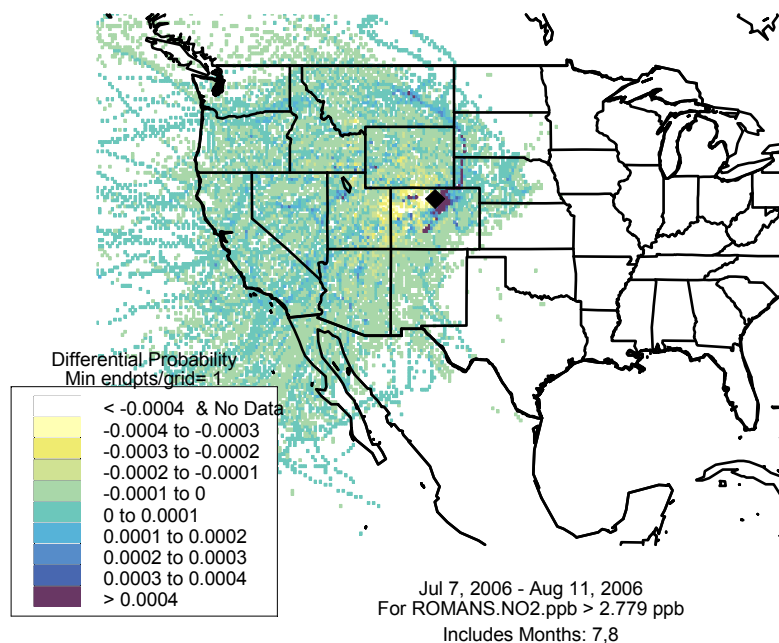 Differential Probability
Min endpts/grid= 1
< -0.0004 & No Data
-0.0004 to -0.0003
-0.0003 to -0.0002
-0.0002 to -0.0001
-0.0001 to 0
0 to 0.0001
0.0001 to 0.0002
0.0002 to 0.0003
0.0003 to 0.0004
> 0.0004
Jul 7, 2006 - Aug 11, 2006
For ROMANS.NO2.ppb > 2.779 ppb
Includes Months: 7,8